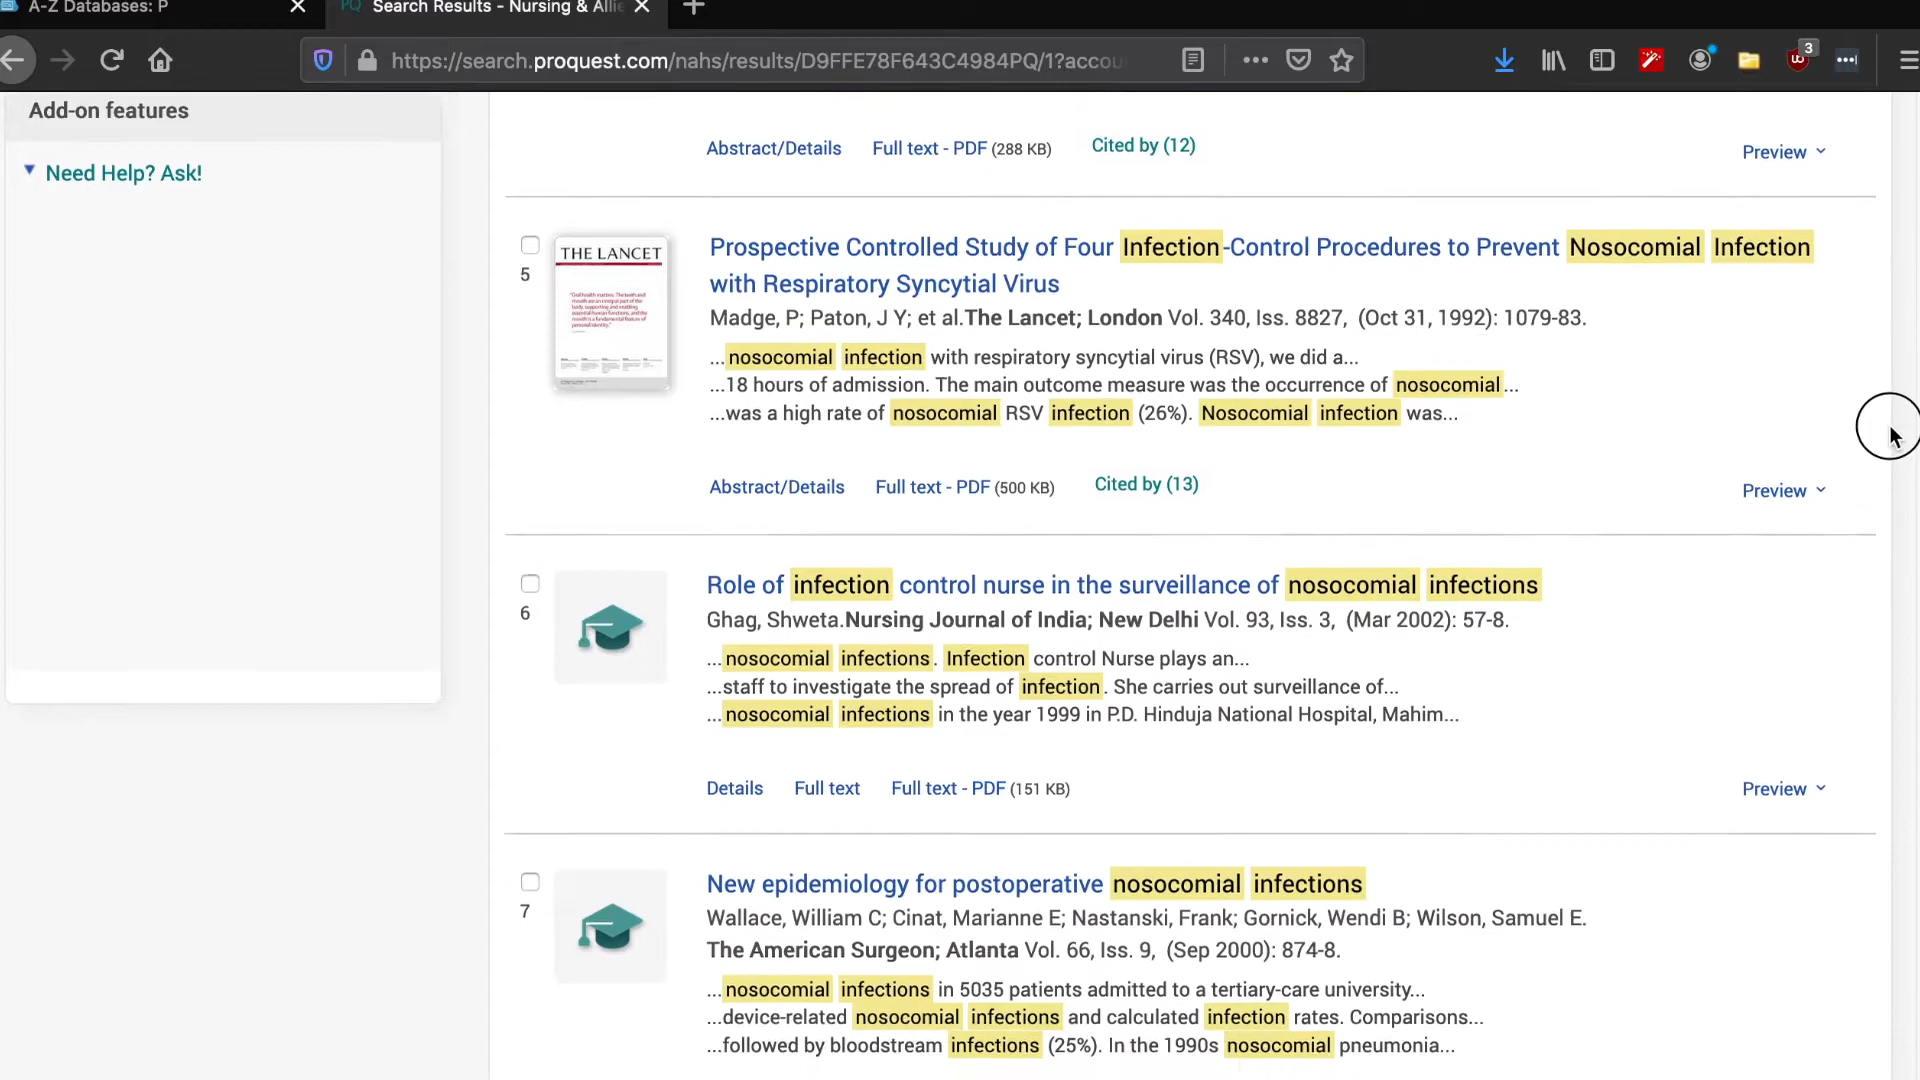 A-Z Databases: P
PQ Search Results - Nursing & Allie
https://search.proquest.com/nahs/results/D9FFE78F643C4984PQ/1?accou
3
Add-on features
Need Help? Ask!
Abstract/Details Full text - PDF (288 KB) Cited by (12) Preview
5
THE LANCET
Prospective Controlled Study of Four Infection-Control Procedures to Prevent Nosocomial Infection
with Respiratory Syncytial Virus
Madge, P; Paton, J Y; et al.The Lancet; London Vol. 340, Iss. 8827, (Oct 31, 1992): 1079-83.
...nosocomial infection with respiratory syncytial virus (RSV), we did a...
...18 hours of admission. The main outcome measure was the occurrence of nosocomial...
...was a high rate of nosocomial RSV infection (26%). Nosocomial infection was...
Abstract/Details Full text - PDF (500 KB) Cited by (13) Preview
6
Role of infection control nurse in the surveillance of nosocomial infections
Ghag, Shweta.Nursing Journal of India; New Delhi Vol. 93, Iss. 3, (Mar 2002): 57-8.
...nosocomial infections. Infection control Nurse plays an...
...staff to investigate the spread of infection. She carries out surveillance of...
...nosocomial infections in the year 1999 in P.D. Hinduja National Hospital, Mahim...
Details Full text Full text - PDF (151 KB) Preview
7
New epidemiology for postoperative nosocomial infections
Wallace, William C; Cinat, Marianne E; Nastanski, Frank; Gornick, Wendi B; Wilson, Samuel E.
The American Surgeon; Atlanta Vol. 66, Iss. 9, (Sep 2000): 874-8.
...nosocomial infections in 5035 patients admitted to a tertiary-care university...
...device-related nosocomial infections and calculated infection rates. Comparisons...
...followed by bloodstream infections (25%). In the 1990s nosocomial pneumonia...